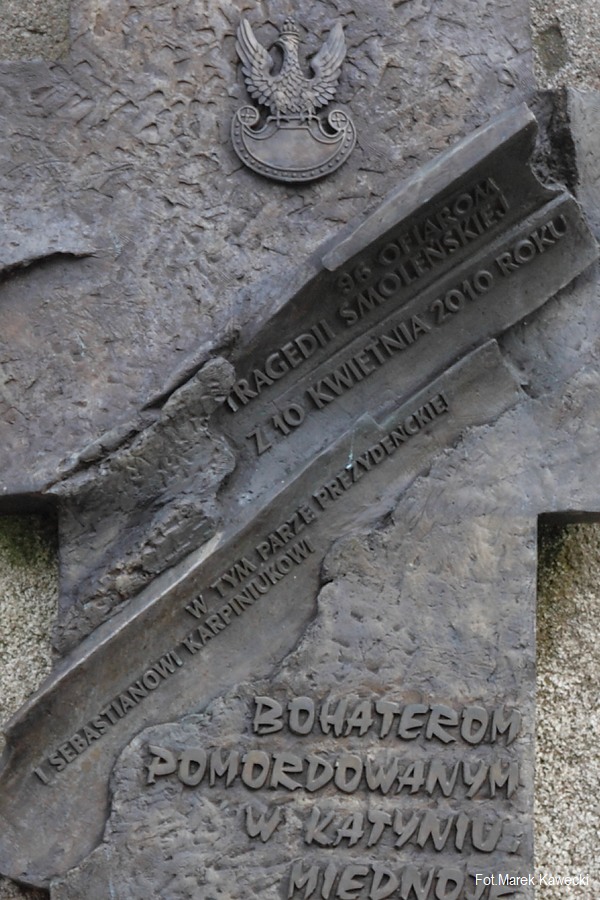 96 OFIAROM
TRAGEDII SMOLEŃSKIEJ
Z 10 KWIETNIA 2010 ROKU
W TYM PARZE PREZYDENCKIEJ
I SEBASTIANOWI KARPINIUKOWI
BOHATEROM
POMORDOWANYM
W KATYNIU,
MIEDNOJE
Fot.Marek Kawecki